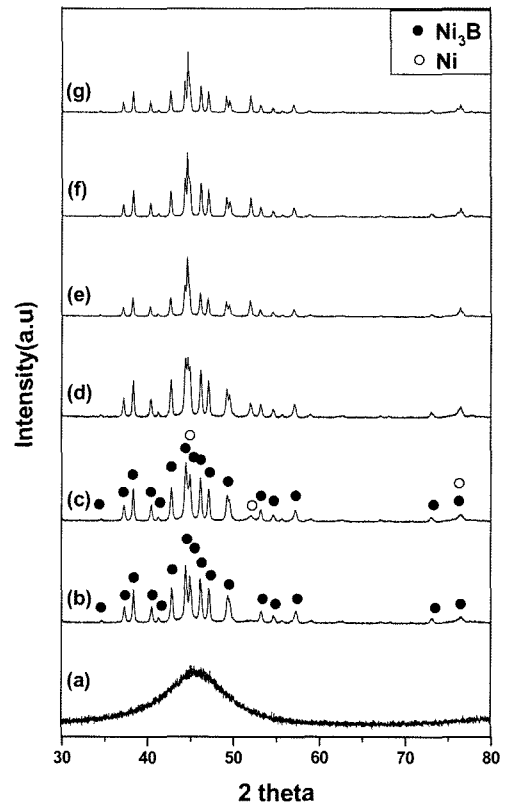 Ni₃B
Ni
(g)
(f)
(e)
(d)
(c)
(b)
(a)
Intensity(a.u)
30 40 50 60 70 80
2 theta